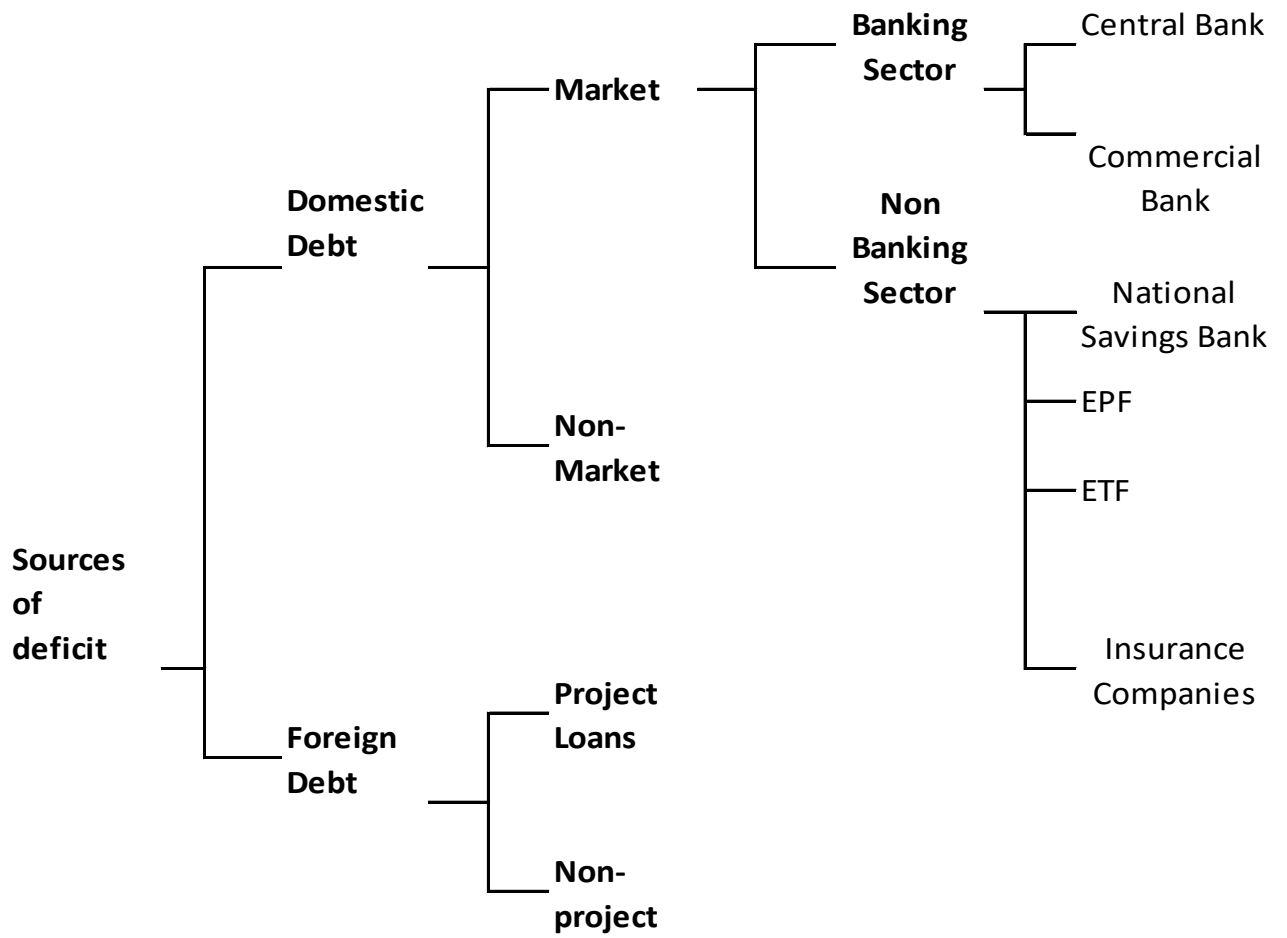 Banking
Sector
Central Bank
Market
Commercial
Bank
Domestic
Debt
Non
Banking
Sector
National
Savings Bank
EPF
Non-
Market
ETF
Sources
of
deficit
Insurance
Companies
Project
Loans
Foreign
Debt
Non-
project